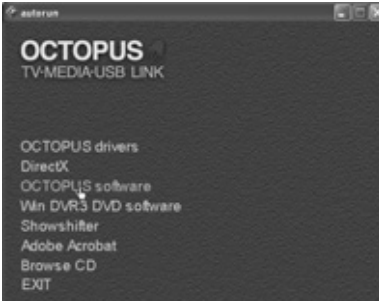 autorun
OCTOPUS
TV-MEDIA-USB LINK
OCTOPUS drivers
DirectX
OCTOPUS software
Win DVR3 DVD software
Showshifter
Adobe Acrobat
Browse CD
EXIT